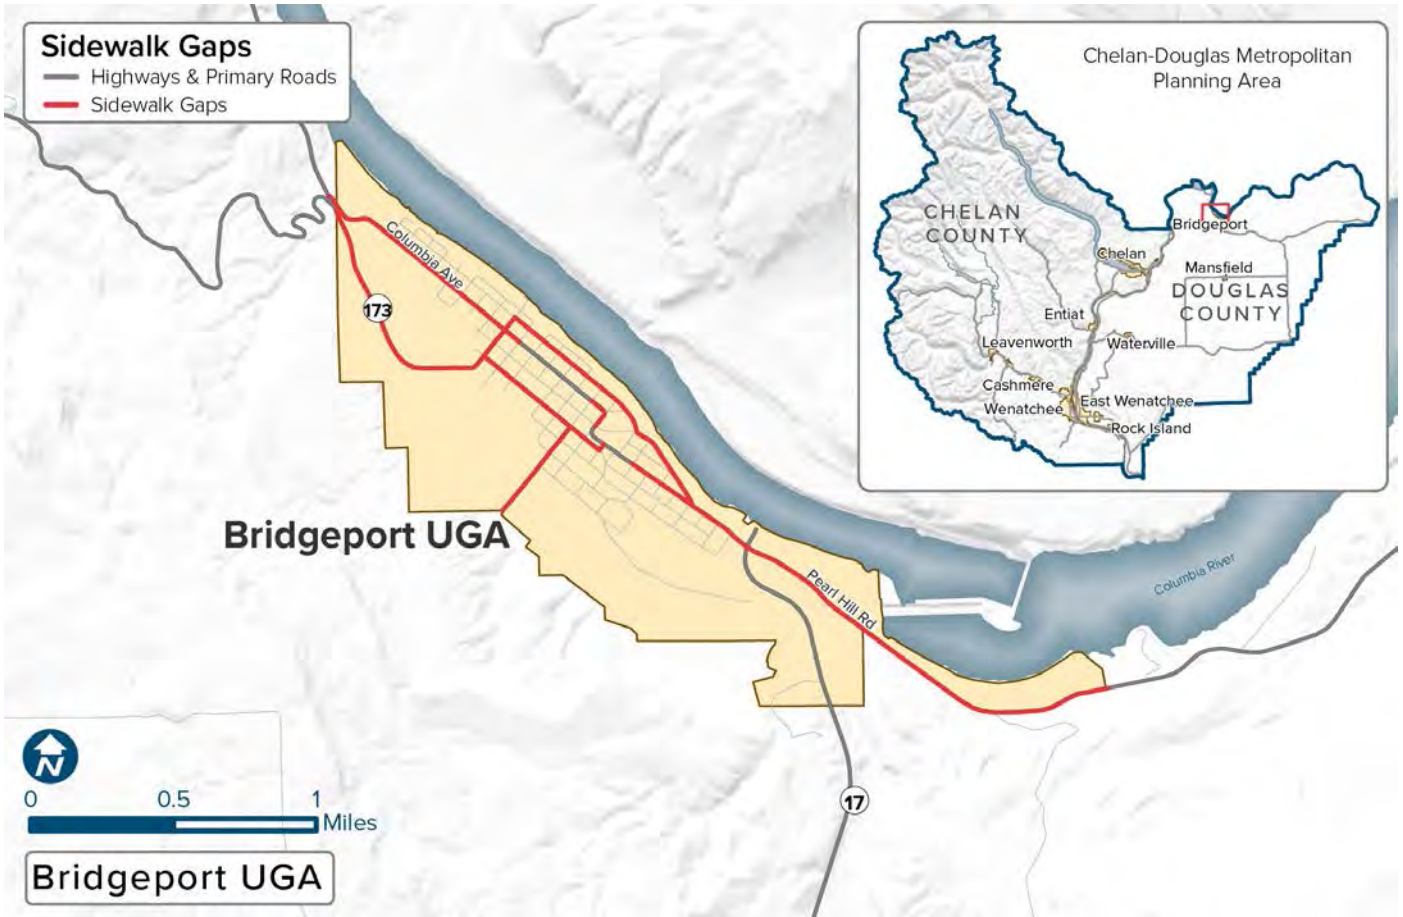 Sidewalk Gaps
Highways & Primary Roads
Sidewalk Gaps
Chelan-Douglas Metropolitan
Planning Area
CHELAN
COUNTY
Bridgeport
Chelan
Mansfield
DOUGLAS
COUNTY
Entiat
Leavenworth
Waterville
Cashmere
East Wenatchee
Wenatchee
Rock Island
Columbia Ave
173
Bridgeport UGA
Pearl Hill Rd
Columbia River
17
N
0 0.5 1
Miles
Bridgeport UGA